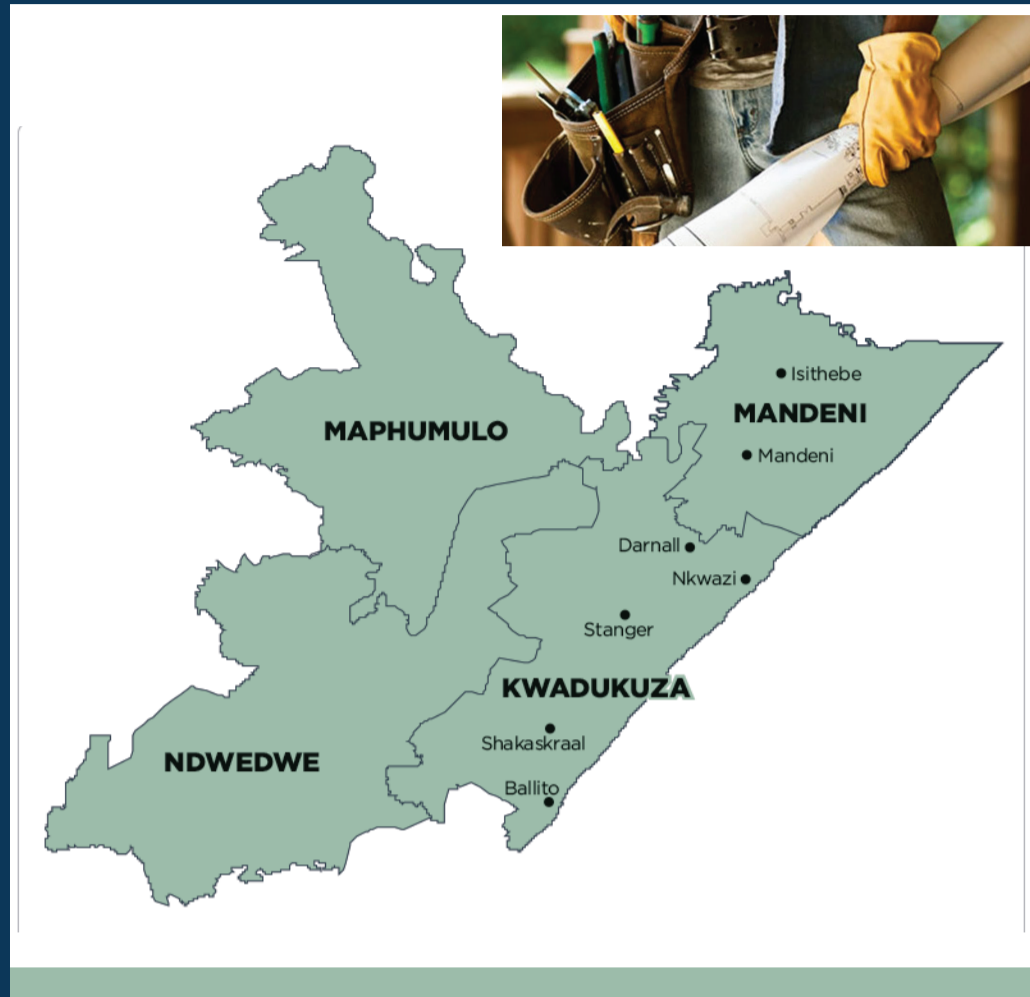 Isithebe
MANDENI
MAPHUMULO
Mandeni
Darnall
Nkwazi
Stanger
KWADUKUZA
Shakaskraal
NDWEDWE
Ballito